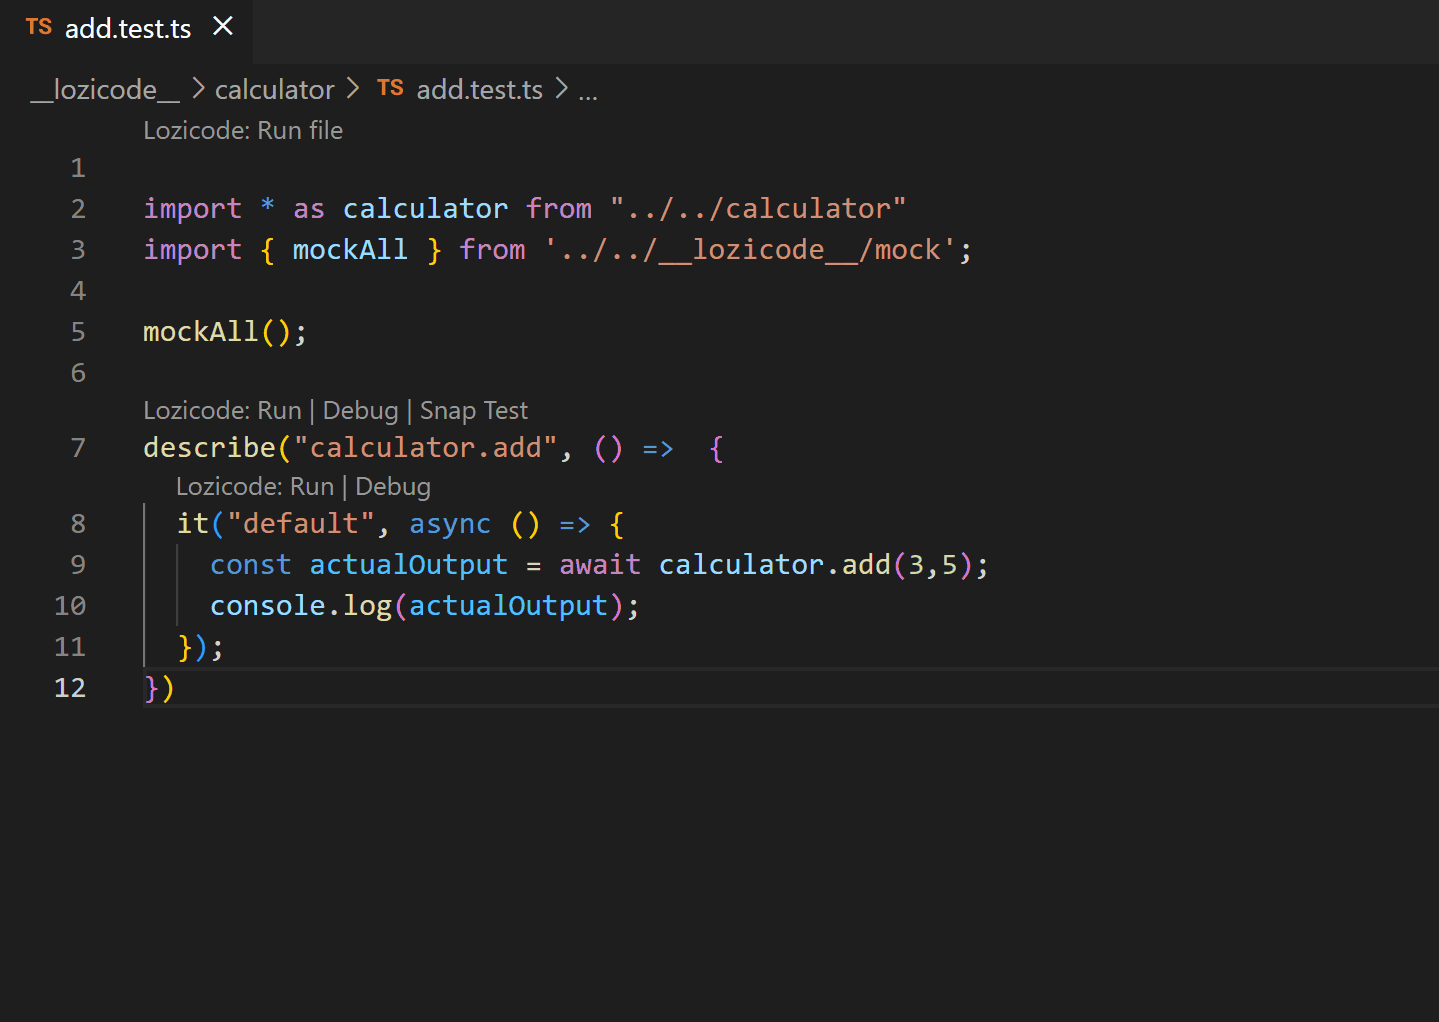 TS add.test.ts ×
__lozicode__ > calculator > TS add.test.ts > ...
Lozicode: Run file
1
2 import * as calculator from "../../calculator"
3 import { mockAll } from '../../__lozicode__/mock';
4
5 mockAll();
6
Lozicode: Run | Debug | Snap Test
7 describe("calculator.add", () =>  {
Lozicode: Run | Debug
8   it("default", async () => {
9     const actualOutput = await calculator.add(3,5);
10     console.log(actualOutput);
11   });
12 })